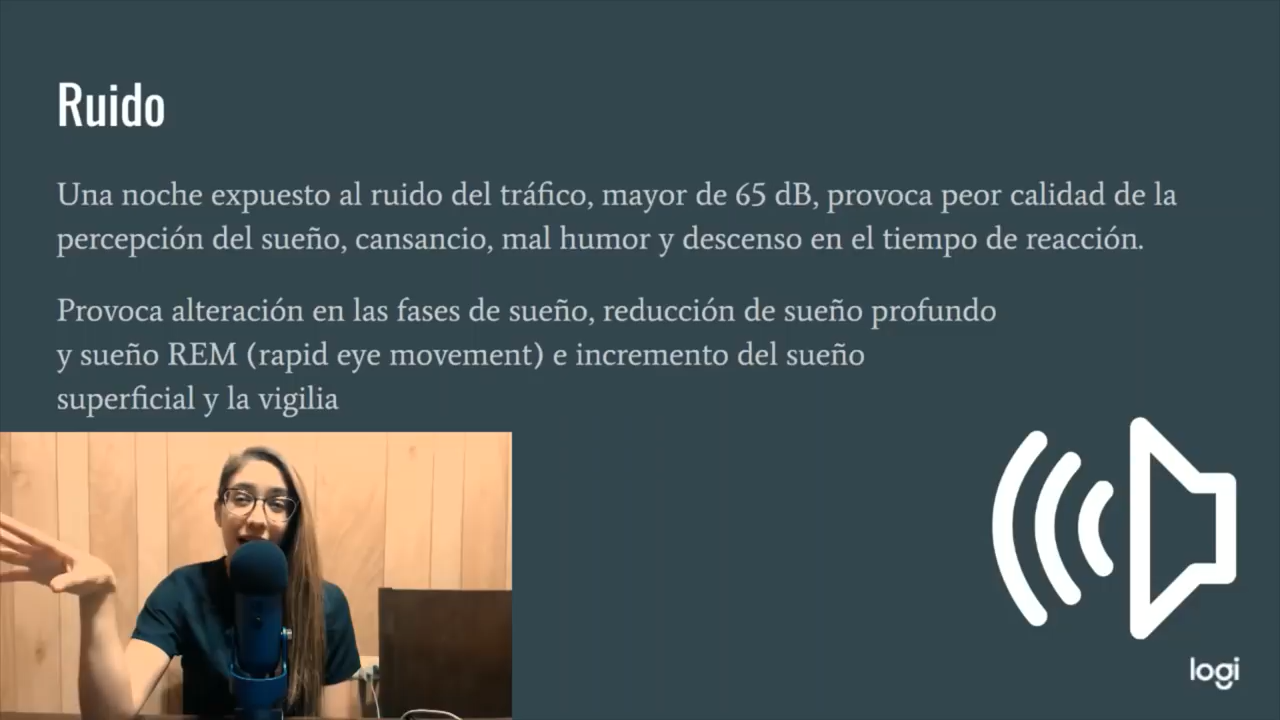 Ruido
Una noche expuesto al ruido del tráfico, mayor de 65 dB, provoca peor calidad de la
percepción del sueño, cansancio, mal humor y descenso en el tiempo de reacción.
Provoca alteración en las fases de sueño, reducción de sueño profundo
y sueño REM (rapid eye movement) e incremento del sueño
superficial y la vigilia
logi